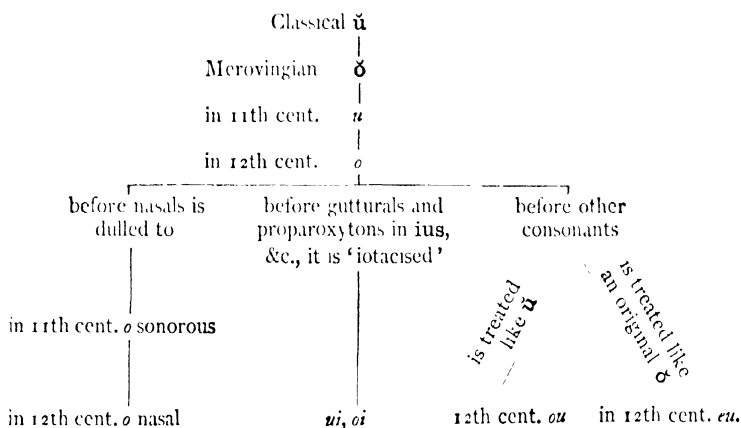 Classical ŭ
Merovingian ŏ
in 11th cent. u
in 12th cent. o
before nasals is
dulled to
before gutturals and
proparoxytons in ius,
&c., it is ‘iotacised’
before other
consonants
is treated
like ŭ
is treated like
an original
ŏ
in 11th cent. o sonorous
in 12th cent. o nasal
ui, oi
12th cent. ou
in 12th cent. eu.